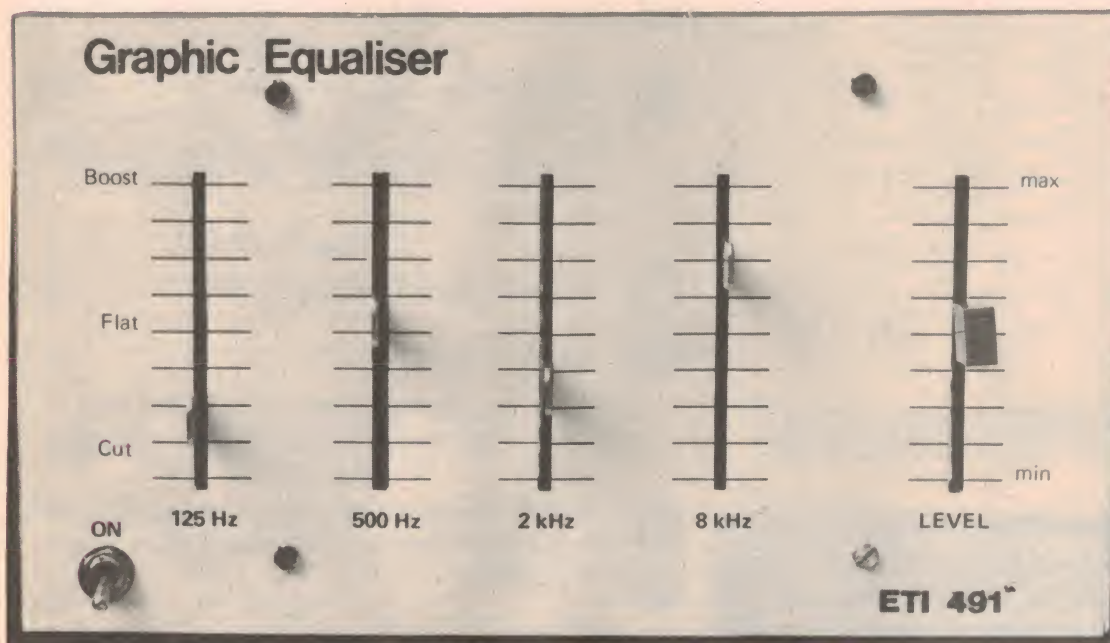 Graphic Equaliser
Boost
max
Flat
Cut
min
125 Hz 500 Hz 2 kHz 8 kHz LEVEL
ON
ETI 491